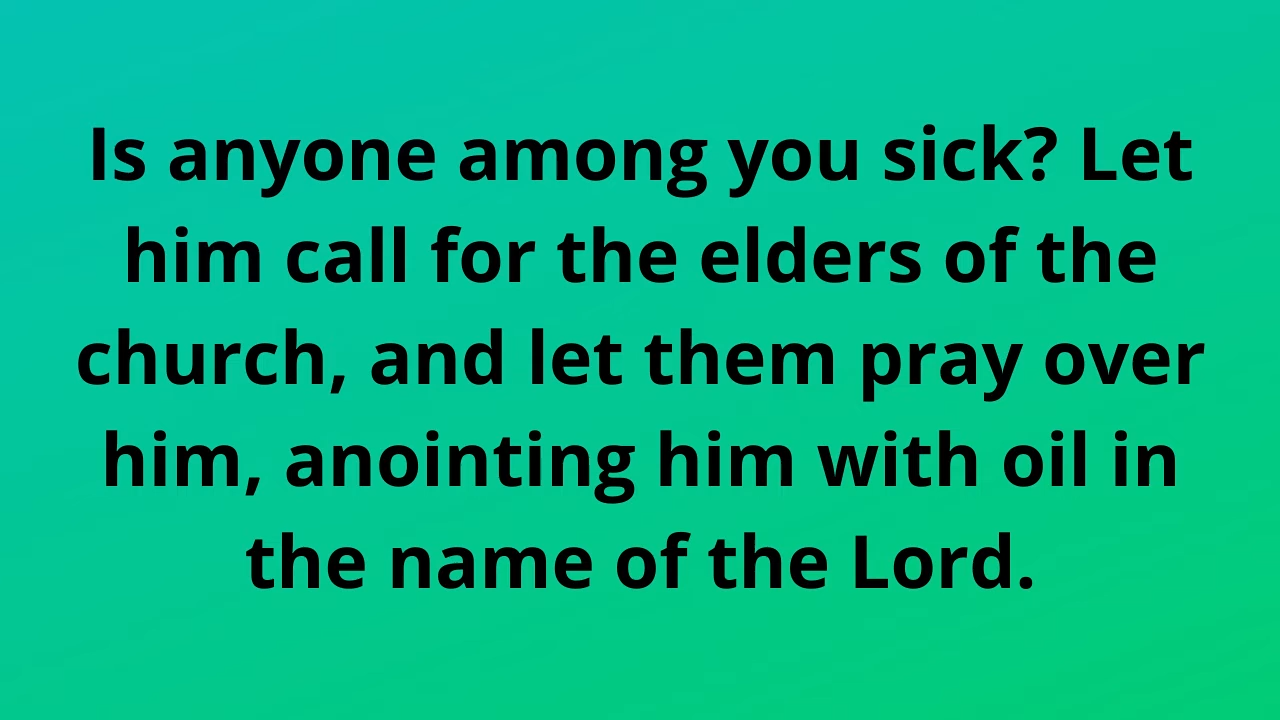 Is anyone among you sick? Let
him call for the elders of the
church, and let them pray over
him, anointing him with oil in
the name of the Lord.